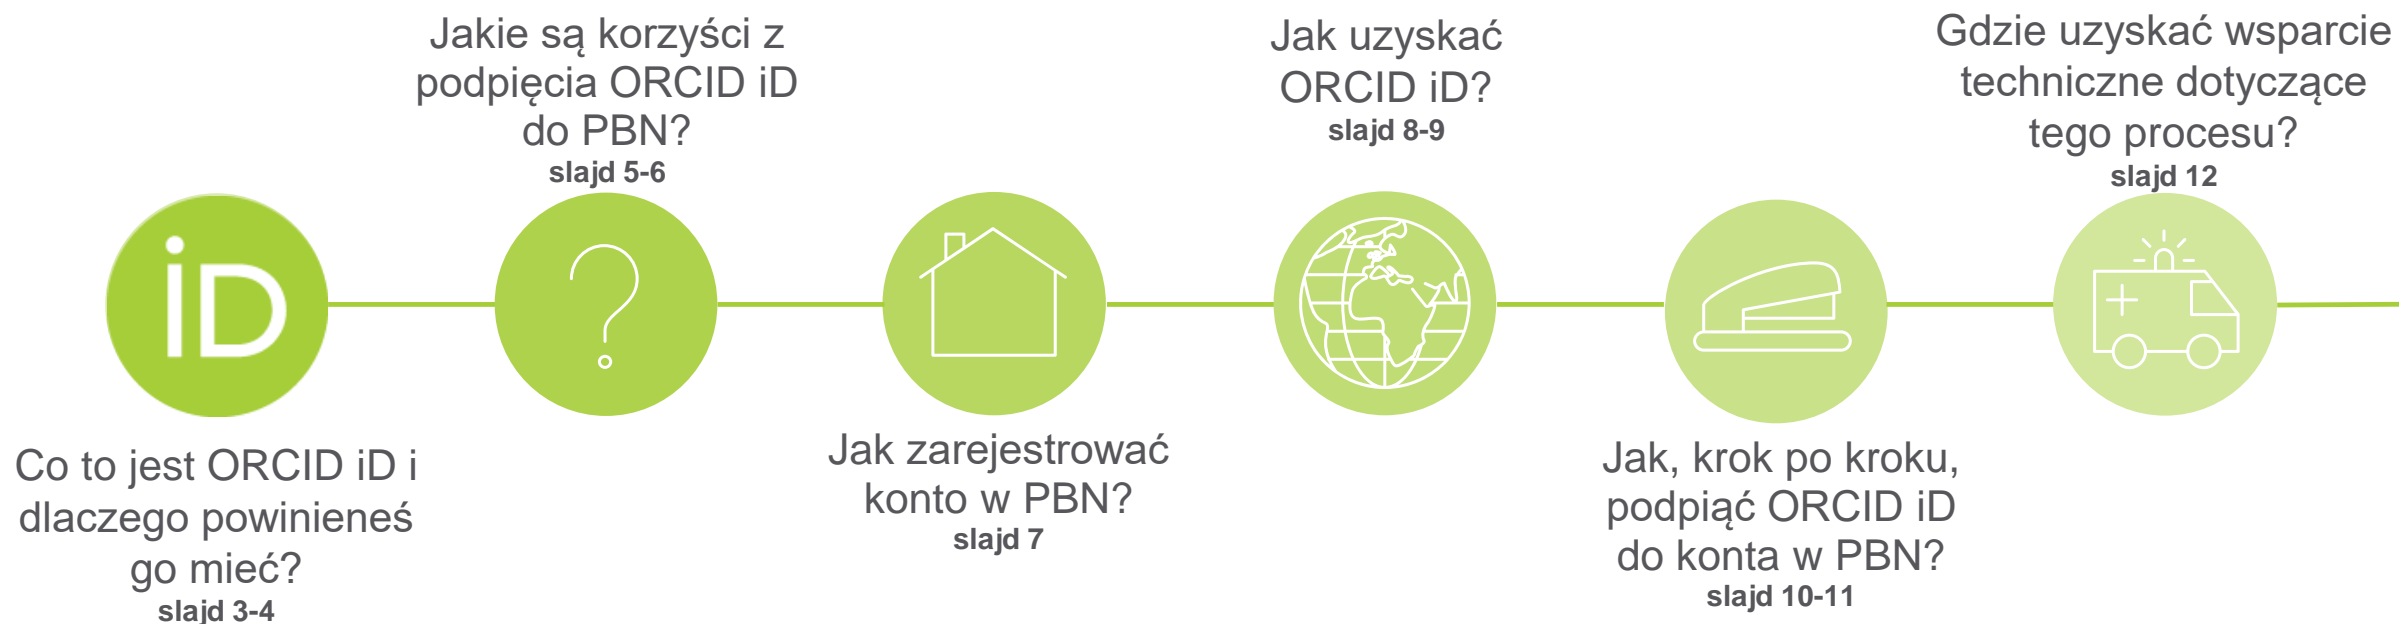 Co to jest ORCID iD i
dlaczego powinieneś
go mieć?
slajd 3-4
iD
Jakie są korzyści z
podpięcia ORCID iD
do PBN?
slajd 5-6
Jak zarejestrować
konto w PBN?
slajd 7
Jak uzyskać
ORCID iD?
slajd 8-9
Jak, krok po kroku,
podpiąć ORCID iD
do konta w PBN?
slajd 10-11
Gdzie uzyskać wsparcie
techniczne dotyczące
tego procesu?
slajd 12